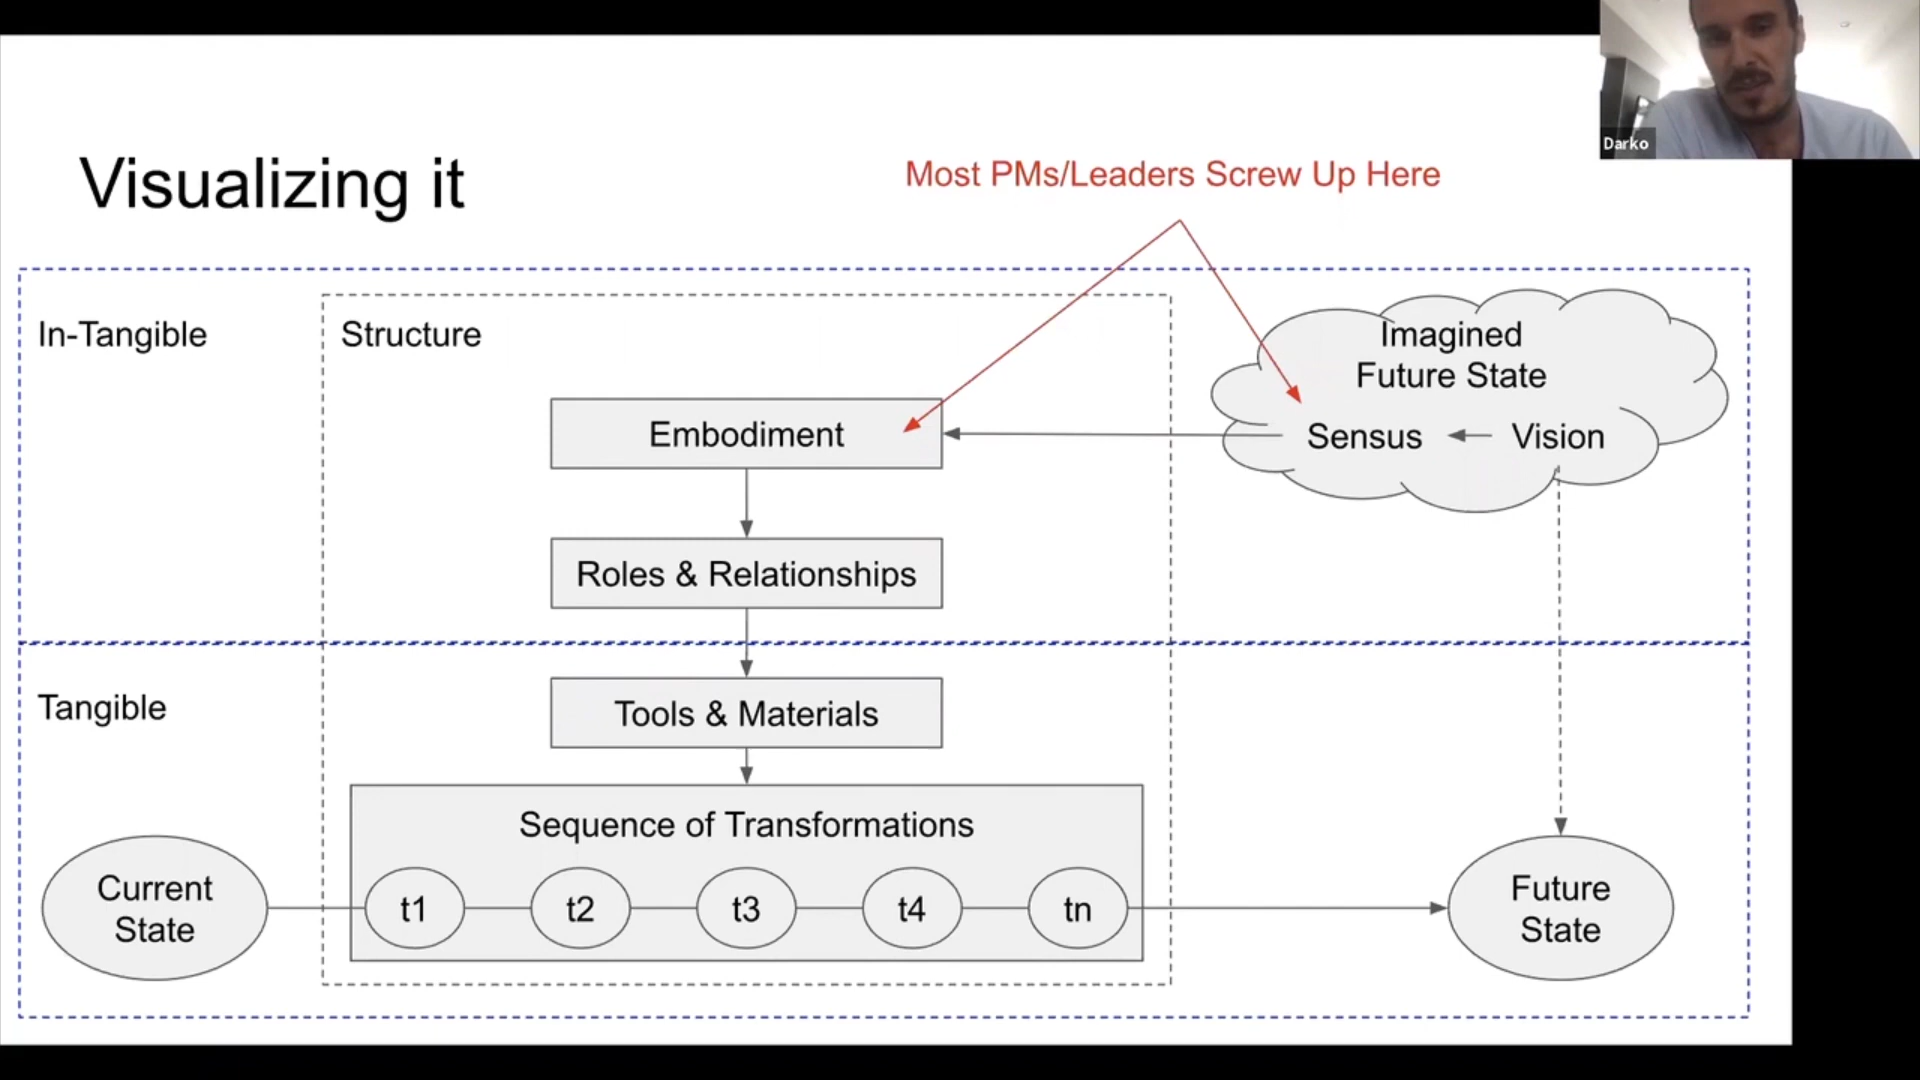 Darko
Visualizing it
Most PMs/Leaders Screw Up Here
In-Tangible
Structure
Imagined
Future State
Embodiment
Sensus
Vision
Roles & Relationships
Tangible
Tools & Materials
Sequence of Transformations
Current
State
t1
t2
t3
t4
tn
Future
State